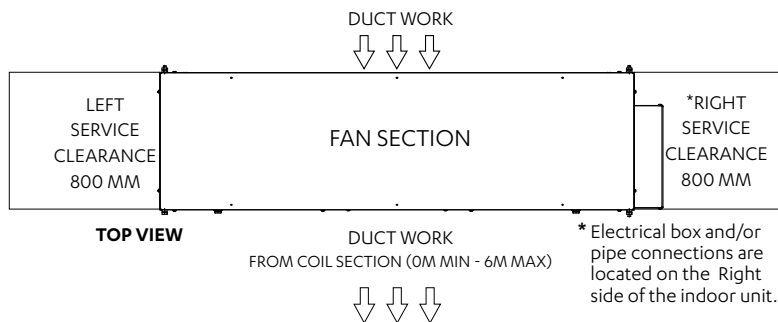 DUCT WORK
LEFT
SERVICE
CLEARANCE
800 MM
FAN SECTION
*RIGHT
SERVICE
CLEARANCE
800 MM
TOP VIEW
DUCT WORK
FROM COIL SECTION (0M MIN - 6M MAX)
* Electrical box and/or
pipe connections are
located on the Right
side of the indoor unit.